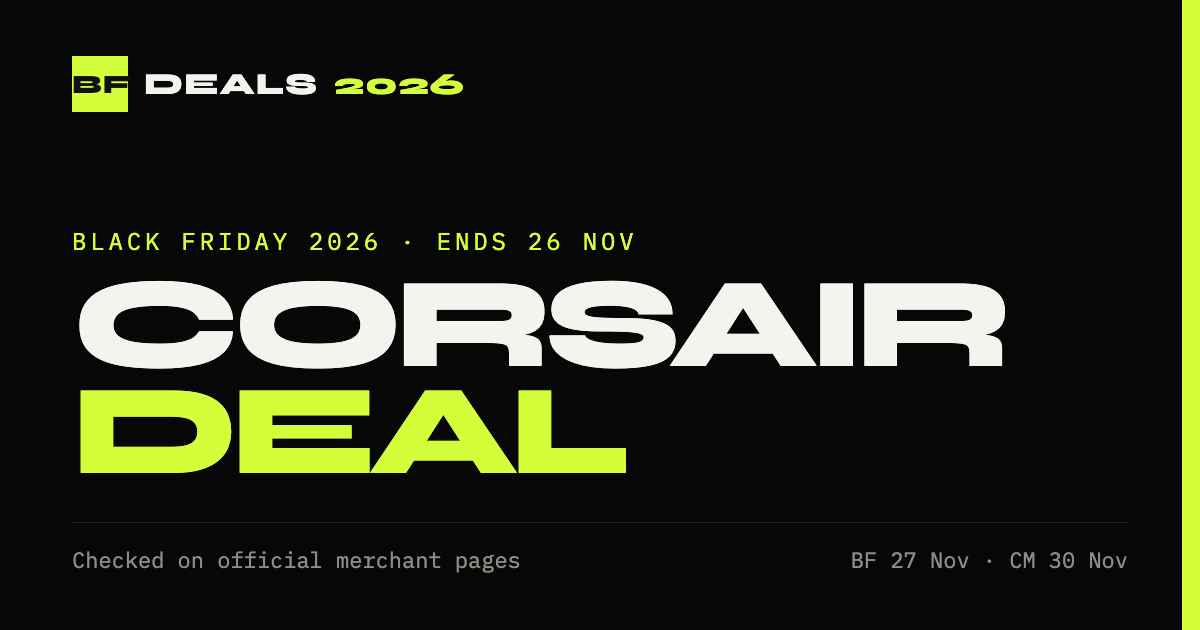 BF DEALS 2026
BLACK FRIDAY 2026 · ENDS 26 NOV
CORSAIR
DEAL
Checked on official merchant pages
BF 27 Nov · CM 30 Nov